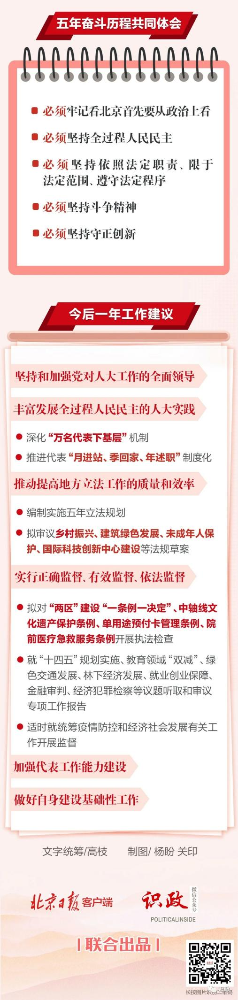 五年奋斗历程共同体会
必须牢记看北京首先要从政治上看
必须坚持全过程人民民主
必须坚持依照法定职责、限于
法定范围、遵守法定程序
必须坚持斗争精神
必须坚持守正创新
今后一年工作建议
坚持和加强党对人大工作的全面领导
丰富发展全过程人民民主的人大实践
深化“万名代表下基层”机制
推进代表“月进站、季回家、年述职”制度化
推动提高地方立法工作的质量和效率
编制实施五年立法规划
拟审议乡村振兴、建筑绿色发展、未成年人保
护、国际科技创新中心建设等法规草案
实行正确监督、有效监督、依法监督
拟对“两区”建设“一条例一决定”、中轴线文
化遗产保护条例、单用途预付卡管理条例、院
前医疗急救服务条例开展执法检查
就“十四五”规划实施、教育领域“双减”、绿
色交通发展、林下经济发展、就业创业保障、
金融审判、经济犯罪检察等议题听取和审议
专项工作报告
适时就统筹疫情防控和经济社会发展有关工
作开展监督
加强代表工作能力建设
做好自身建设基础性工作
文字统筹/高枝 制图/ 杨盼 关印
北京日报客户端
识政 微信公众号
POLITICALINSIDE
联合出品
识政
长按图片识别二维码